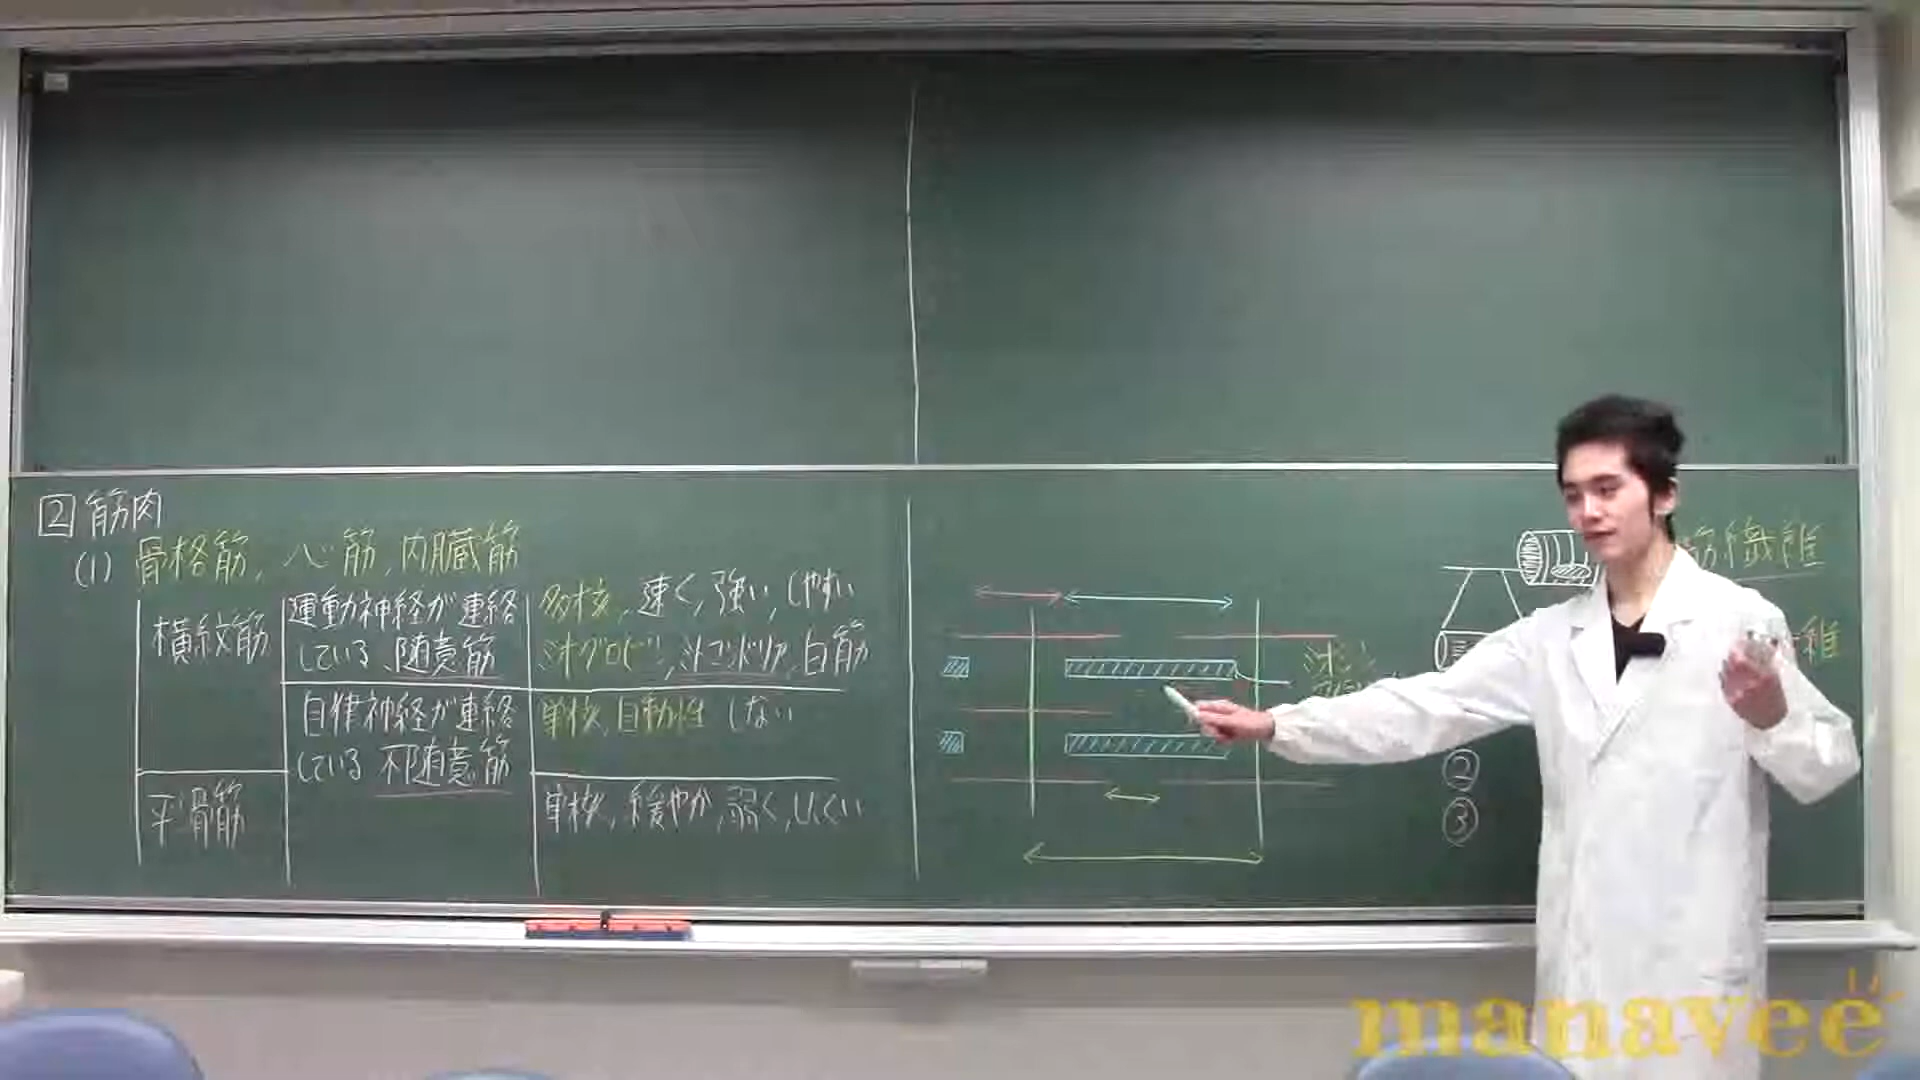 2 筋肉
(1) 骨格筋, 心筋, 内臓筋
横紋筋
運動神経が連絡
している 随意筋
多核, 速く, 強い, しやすい
ミオグロビン, ミトコンドリア, 白筋
自律神経が連絡
している 不随意筋
単核, 自動性 しない
平滑筋
単核, 緩やか, 弱く, しにくい
筋繊維
②
③
manavee